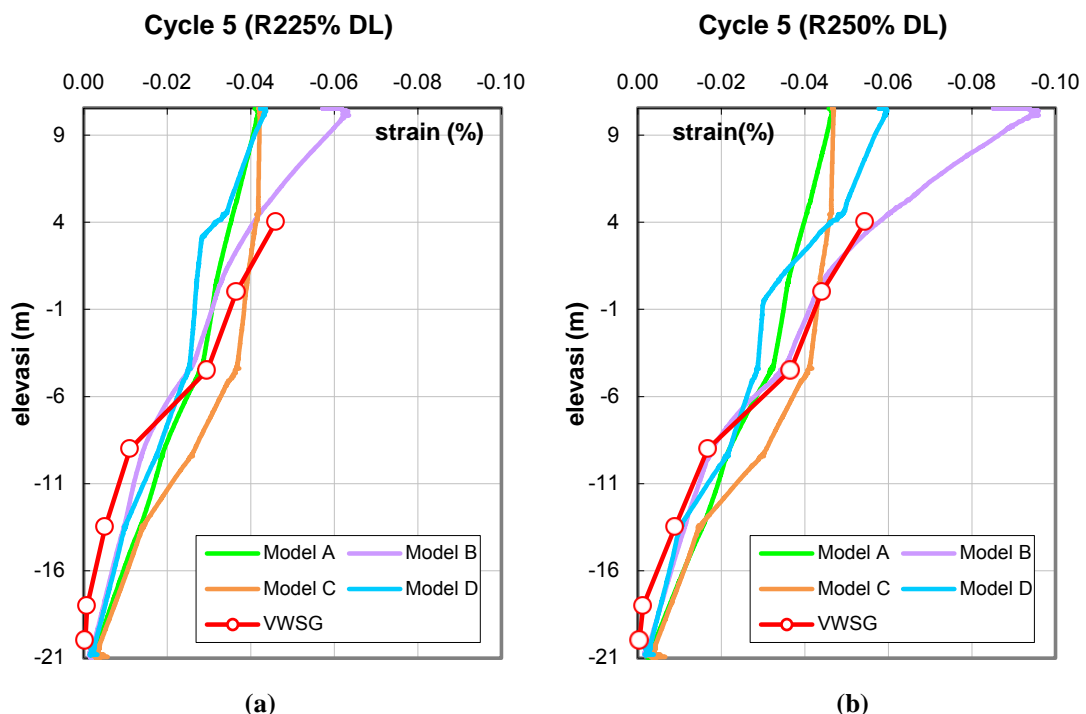 Cycle 5 (R225% DL)
0.00 -0.02 -0.04 -0.06 -0.08 -0.10
strain (%)
9
4
-1
-6
-11
-16
-21
elevasi (m)
Model A Model B
Model C Model D
VWSG
(a)
Cycle 5 (R250% DL)
0.00 -0.02 -0.04 -0.06 -0.08 -0.10
strain(%)
9
4
-1
-6
-11
-16
-21
elevasi (m)
Model A Model B
Model C Model D
VWSG
(b)